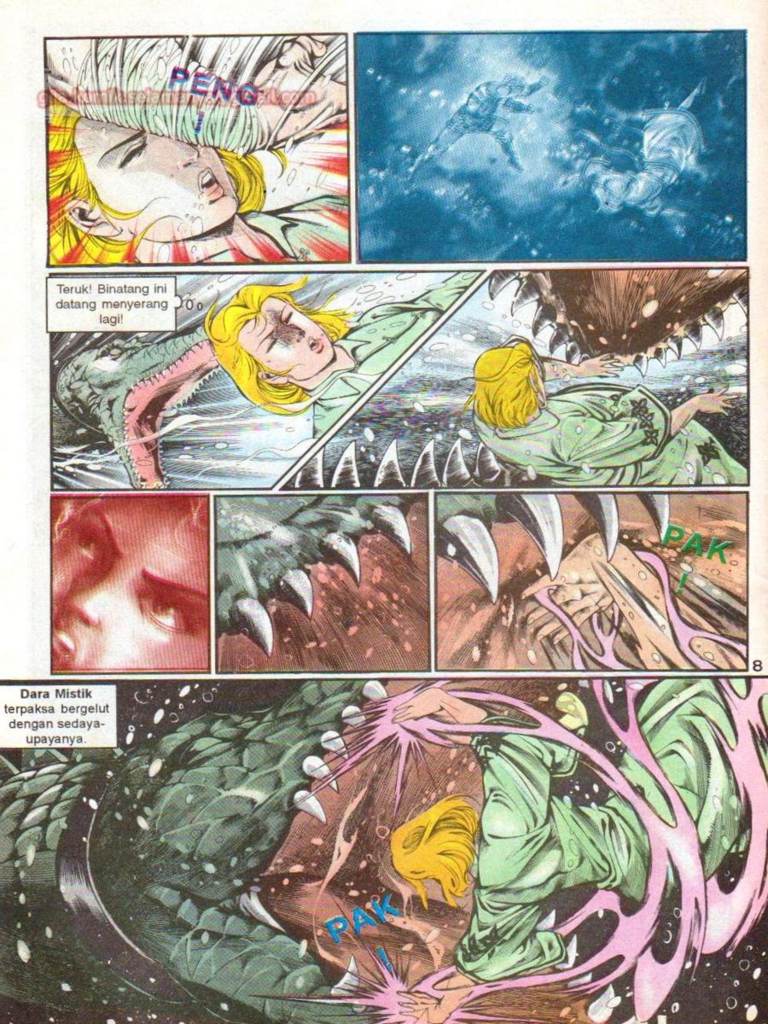 PENG
!
Teruk! Binatang ini
datang menyerang
lagi!
PAK
!
8
Dara Mistik
terpaksa bergelut
dengan sedaya-
upayanya.
PAK
!